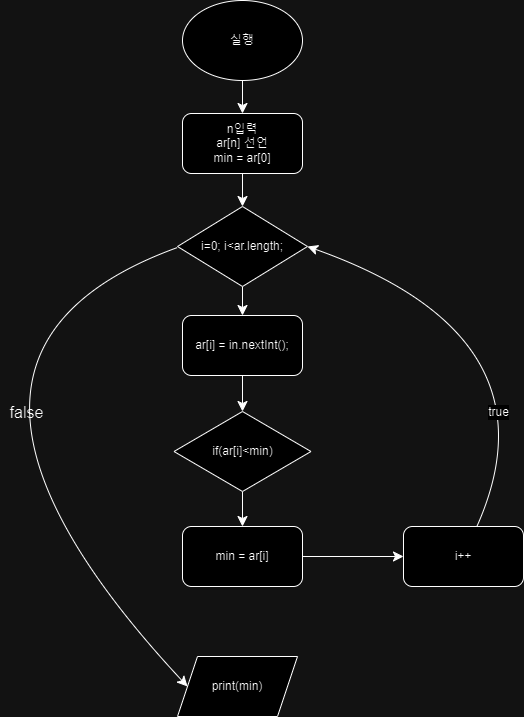 실행
n입력
ar[n] 선언
min = ar[0]
i=0; i<ar.length;
ar[i] = in.nextInt();
false
true
if(ar[i]<min)
min = ar[i]
i++
print(min)